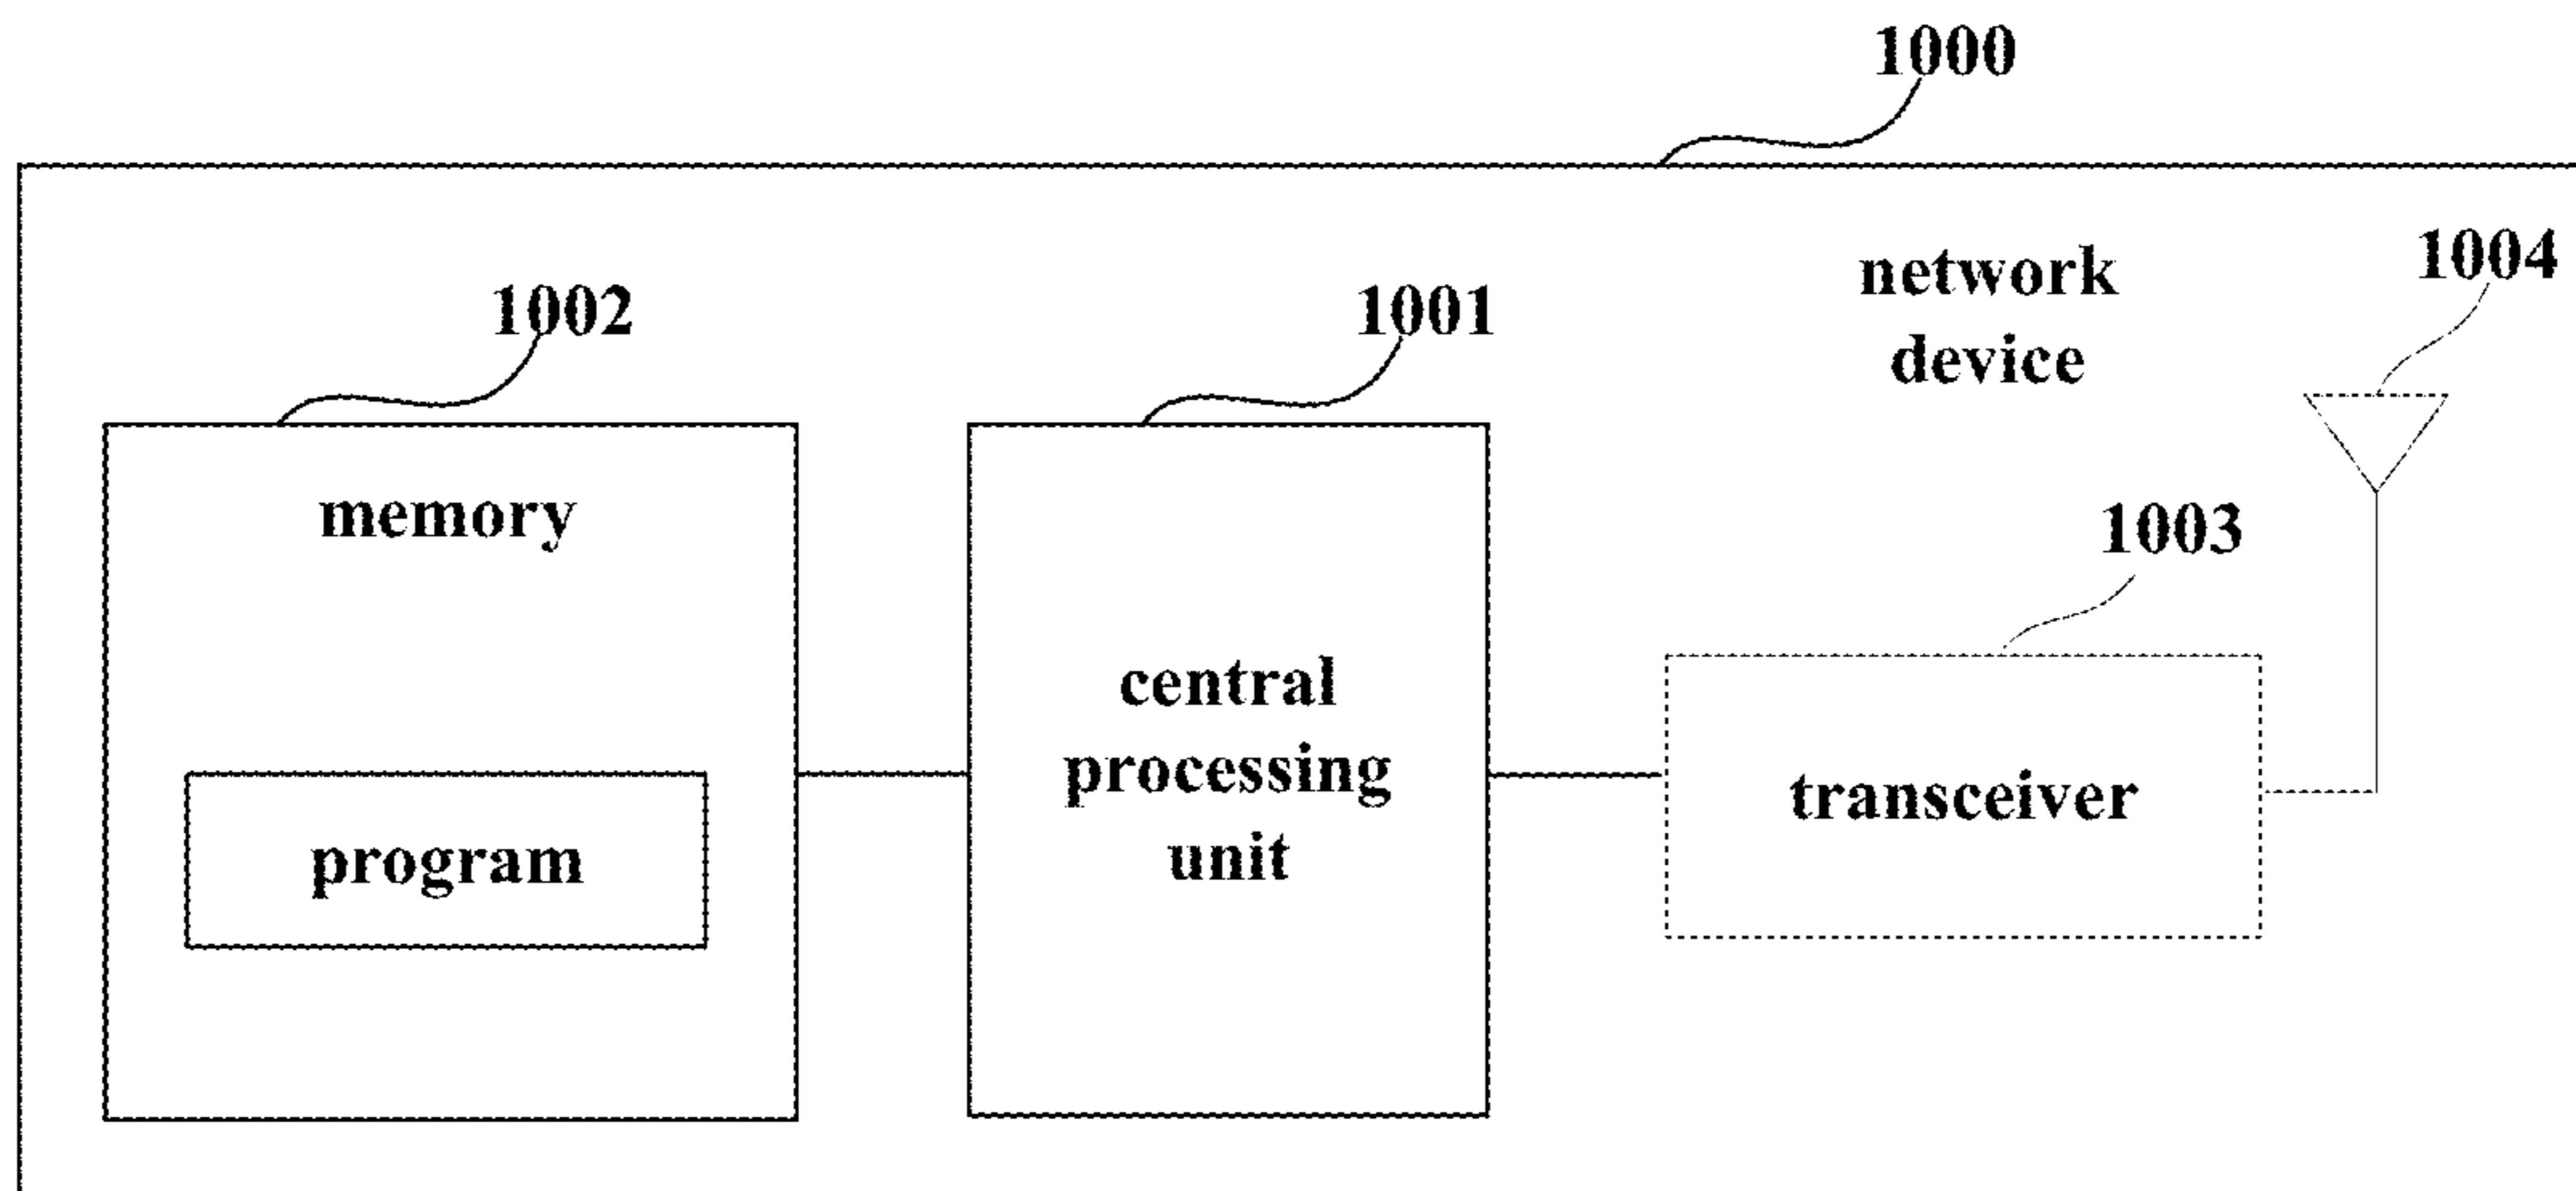 1000
network
device
1004
1002
1001
memory
1003
central
processing
unit
transceiver
program